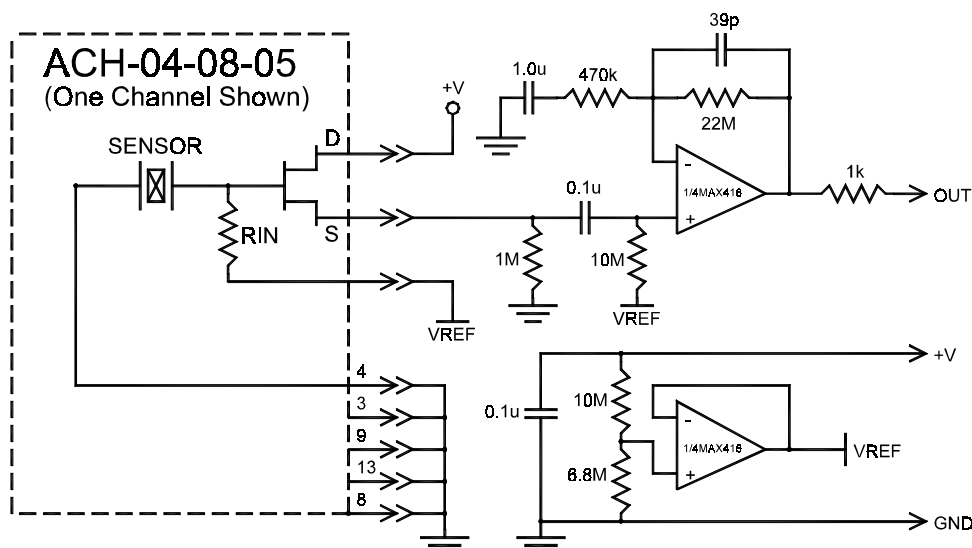 ACH-04-08-05
(One Channel Shown)
SENSOR
D
S
RIN
+V
VREF
4
3
9
13
8
1.0u
470k
39p
22M
1/4MAX416
-
+
0.1u
1M
10M
VREF
1k
OUT
+V
0.1u
10M
6.8M
1/4MAX416
-
+
VREF
GND